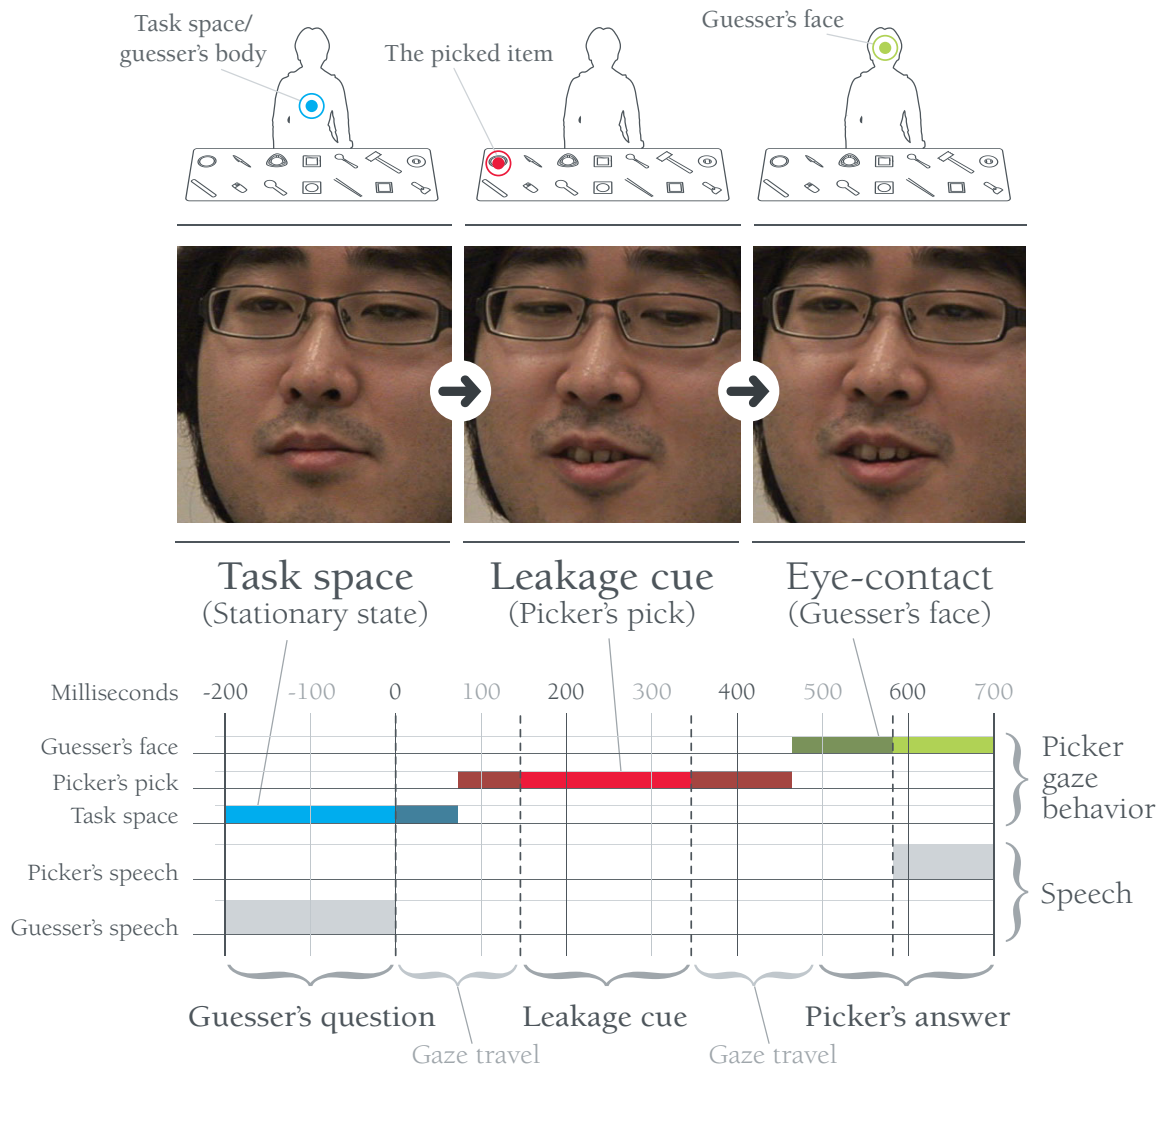 Task space/
guesser's body
The picked item
Guesser's face
Task space
(Stationary state)
Leakage cue
(Picker's pick)
Eye-contact
(Guesser's face)
Milliseconds -200 -100 0 100 200 300 400 500 600 700
Guesser's face
Picker's pick
Task space
Picker's speech
Guesser's speech
Picker
gaze
behavior
Speech
Guesser's question
Leakage cue
Picker's answer
Gaze travel
Gaze travel